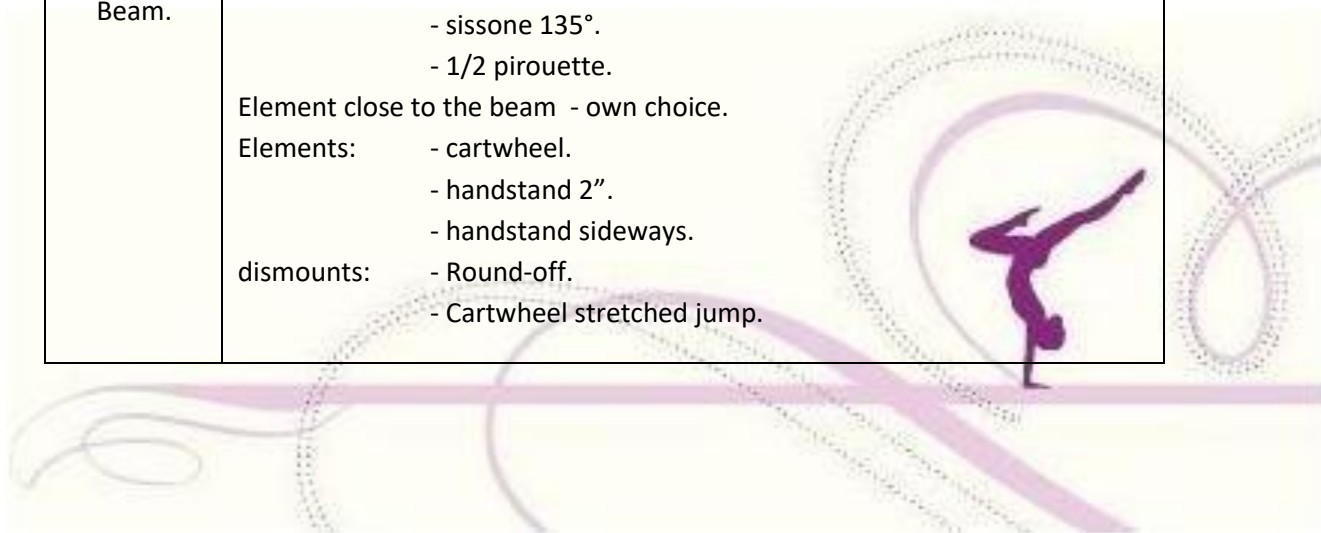 Beam.
- sissone 135°.
- 1/2 pirouette.
Element close to the beam - own choice.
Elements: - cartwheel.
- handstand 2”.
- handstand sideways.
dismounts: - Round-off.
- Cartwheel stretched jump.